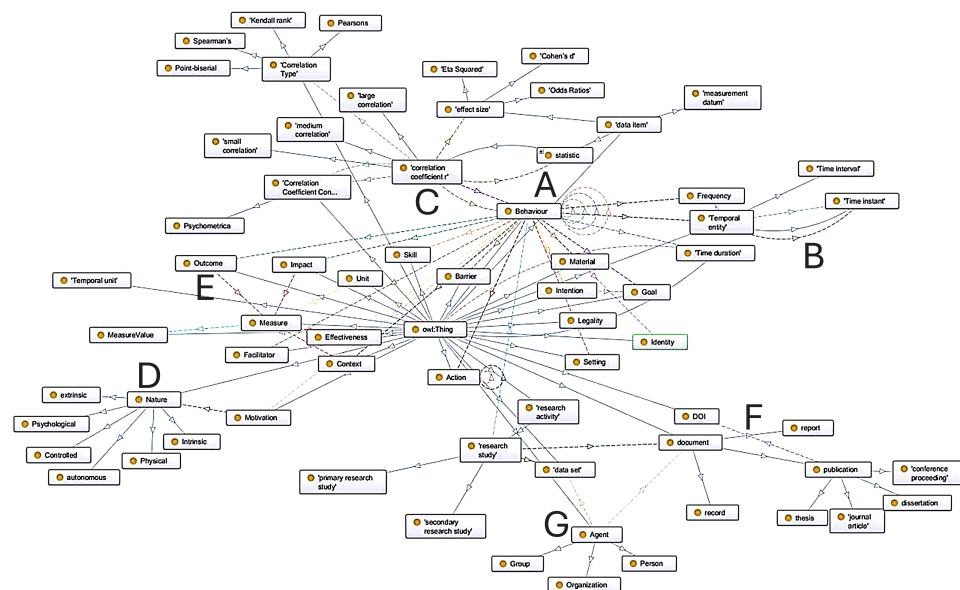 'Kendall rank'
Pearsons
Spearman's
Point-biserial
'Correlation
Type'
'Eta Squared'
'Cohen's d'
'Odds Ratios'
'effect size'
'large
correlation'
'measurement
datum'
'medium
correlation'
'data item'
'small
correlation'
statistic
'correlation
coefficient r'
'Correlation
Coefficient Con...
A
C
'Time interval'
Frequency
'Time instant'
Psychometrica
Behaviour
'Temporal
entity'
B
Skill
'Time duration'
Outcome
Impact
Material
E
'Temporal unit'
Unit
Barrier
Intention
Goal
Measure
Legality
MeasureValue
Effectiveness
owl:Thing
Identity
Facilitator
Context
Setting
D
Action
extrinsic
Nature
Motivation
'research
activity'
DOI
F
report
Psychological
Intrinsic
'research
study'
document
Controlled
Physical
'data set'
publication
'conference
proceeding'
autonomous
'primary research
study'
dissertation
record
thesis
'journal
article'
'secondary
research study'
G
Agent
Group
Person
Organization